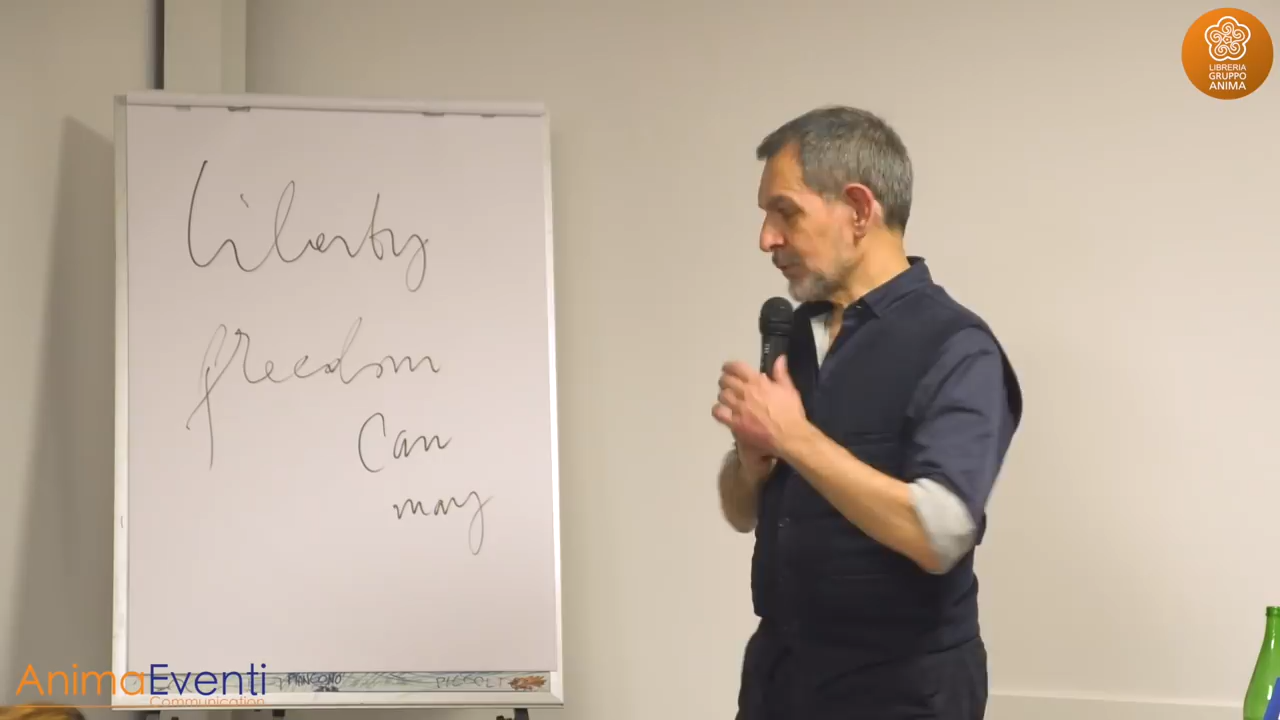 LIBRERIA
GRUPPO
ANIMA
Liberty
freedom
Can
may
AnimaEventi
Communication